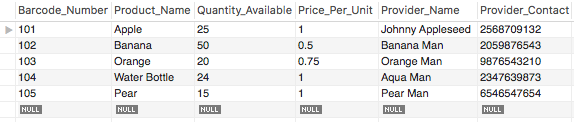 Barcode_Number Product_Name Quantity_Available Price_Per_Unit Provider_Name Provider_Contact
101 Apple 25 1 Johnny Appleseed 2568709132
102 Banana 50 0.5 Banana Man 2059876543
103 Orange 20 0.75 Orange Man 9876543210
104 Water Bottle 24 1 Aqua Man 2347639873
105 Pear 15 1 Pear Man 6546547654
NULL NULL NULL NULL NULL NULL